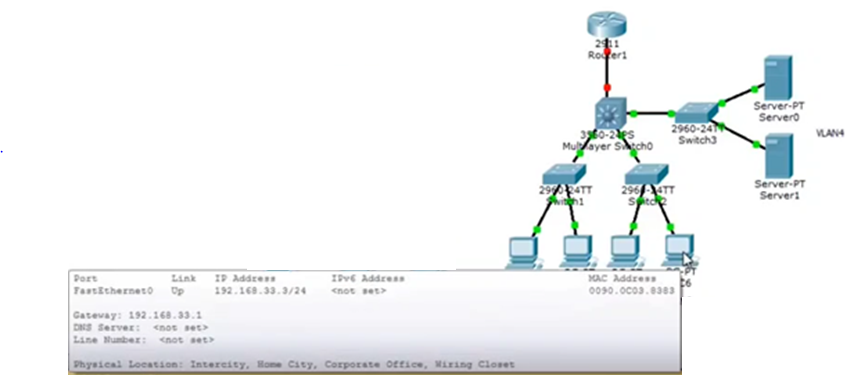 2911
Router1
Server-PT
Server0
3560-24PS
Multilayer Switch0
2960-24TT
Switch3
VLAN4
Server-PT
Server1
2960-24TT
Switch1
2960-24TT
Switch2
Port Link IP Address IPv6 Address MAC Address
FastEthernet0 Up 192.168.33.3/24 <not set> 0090.0C03.8383
Gateway: 192.168.33.1
DNS Server: <not set>
Line Number: <not set>
Physical Location: Intercity, Home City, Corporate Office, Wiring Closet